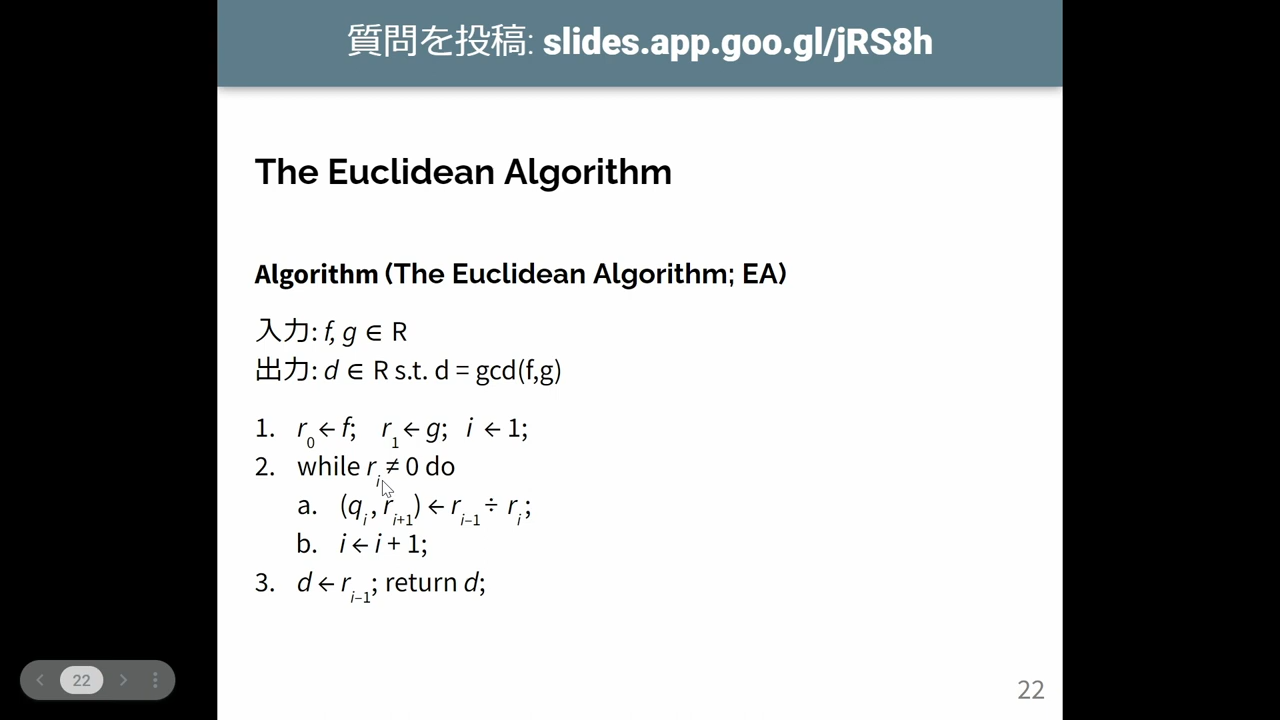 質問を投稿: slides.app.goo.gl/jRS8h
The Euclidean Algorithm
Algorithm (The Euclidean Algorithm; EA)
入力: f, g ∈ R
出力: d ∈ R s.t. d = gcd(f,g)
1. r₀ ← f; r₁ ← g; i ← 1;
2. while rᵢ ≠ 0 do
a. (qᵢ, rᵢ₊₁) ← rᵢ₋₁ ÷ rᵢ;
b. i ← i + 1;
3. d ← rᵢ₋₁; return d;
22
22